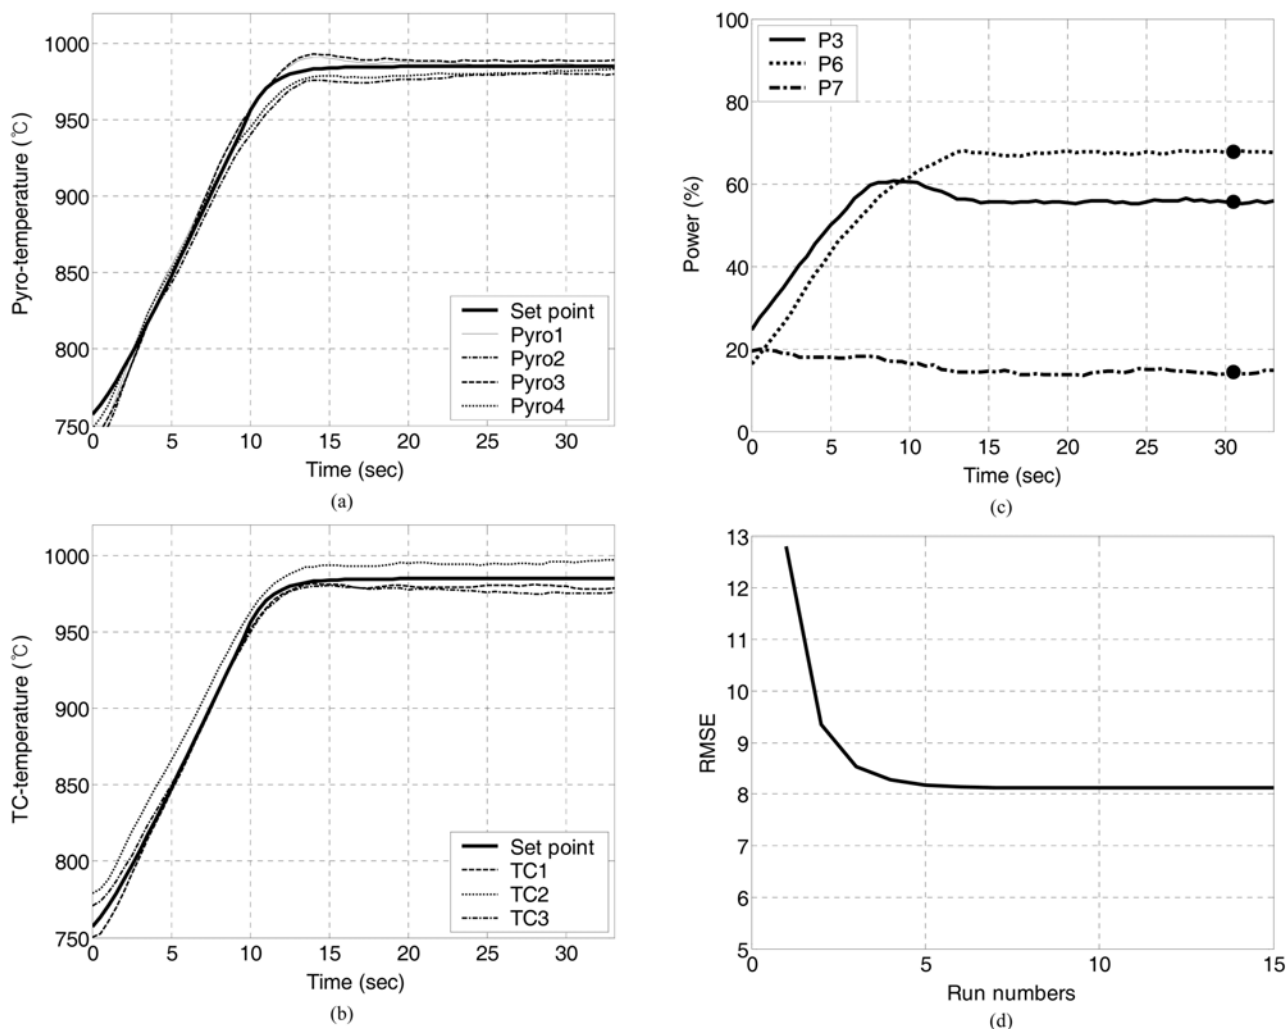 1000
950
900
850
800
750
Pyro-temperature (℃)
Set point
Pyro1
Pyro2
Pyro3
Pyro4
0 5 10 15 20 25 30
Time (sec)
(a)
100
80
60
40
20
0
Power (%)
P3
P6
P7
0 5 10 15 20 25 30
Time (sec)
(c)
1000
950
900
850
800
750
TC-temperature (℃)
Set point
TC1
TC2
TC3
0 5 10 15 20 25 30
Time (sec)
(b)
13
12
11
10
9
8
7
6
5
RMSE
0 5 10 15
Run numbers
(d)